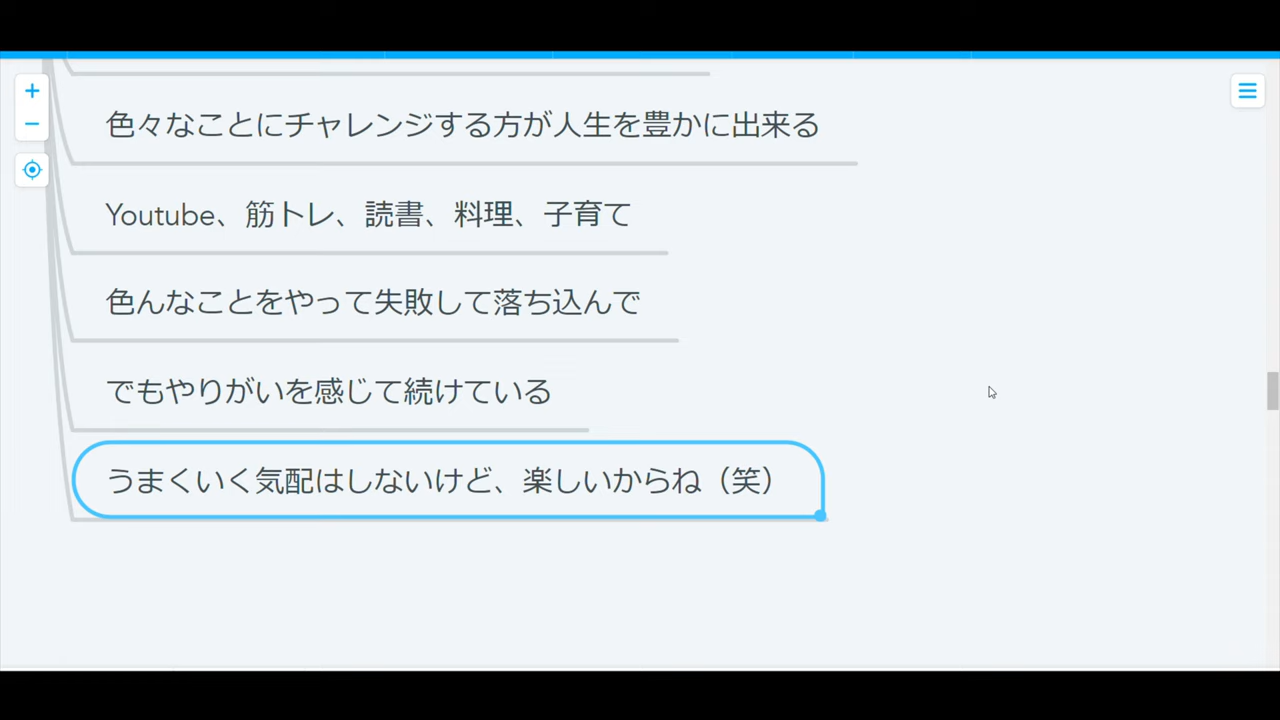 色々なことにチャレンジする方が人生を豊かに出来る
Youtube、筋トレ、読書、料理、子育て
色んなことをやって失敗して落ち込んで
でもやりがいを感じて続けている
うまくいく気配はしないけど、楽しいからね（笑）